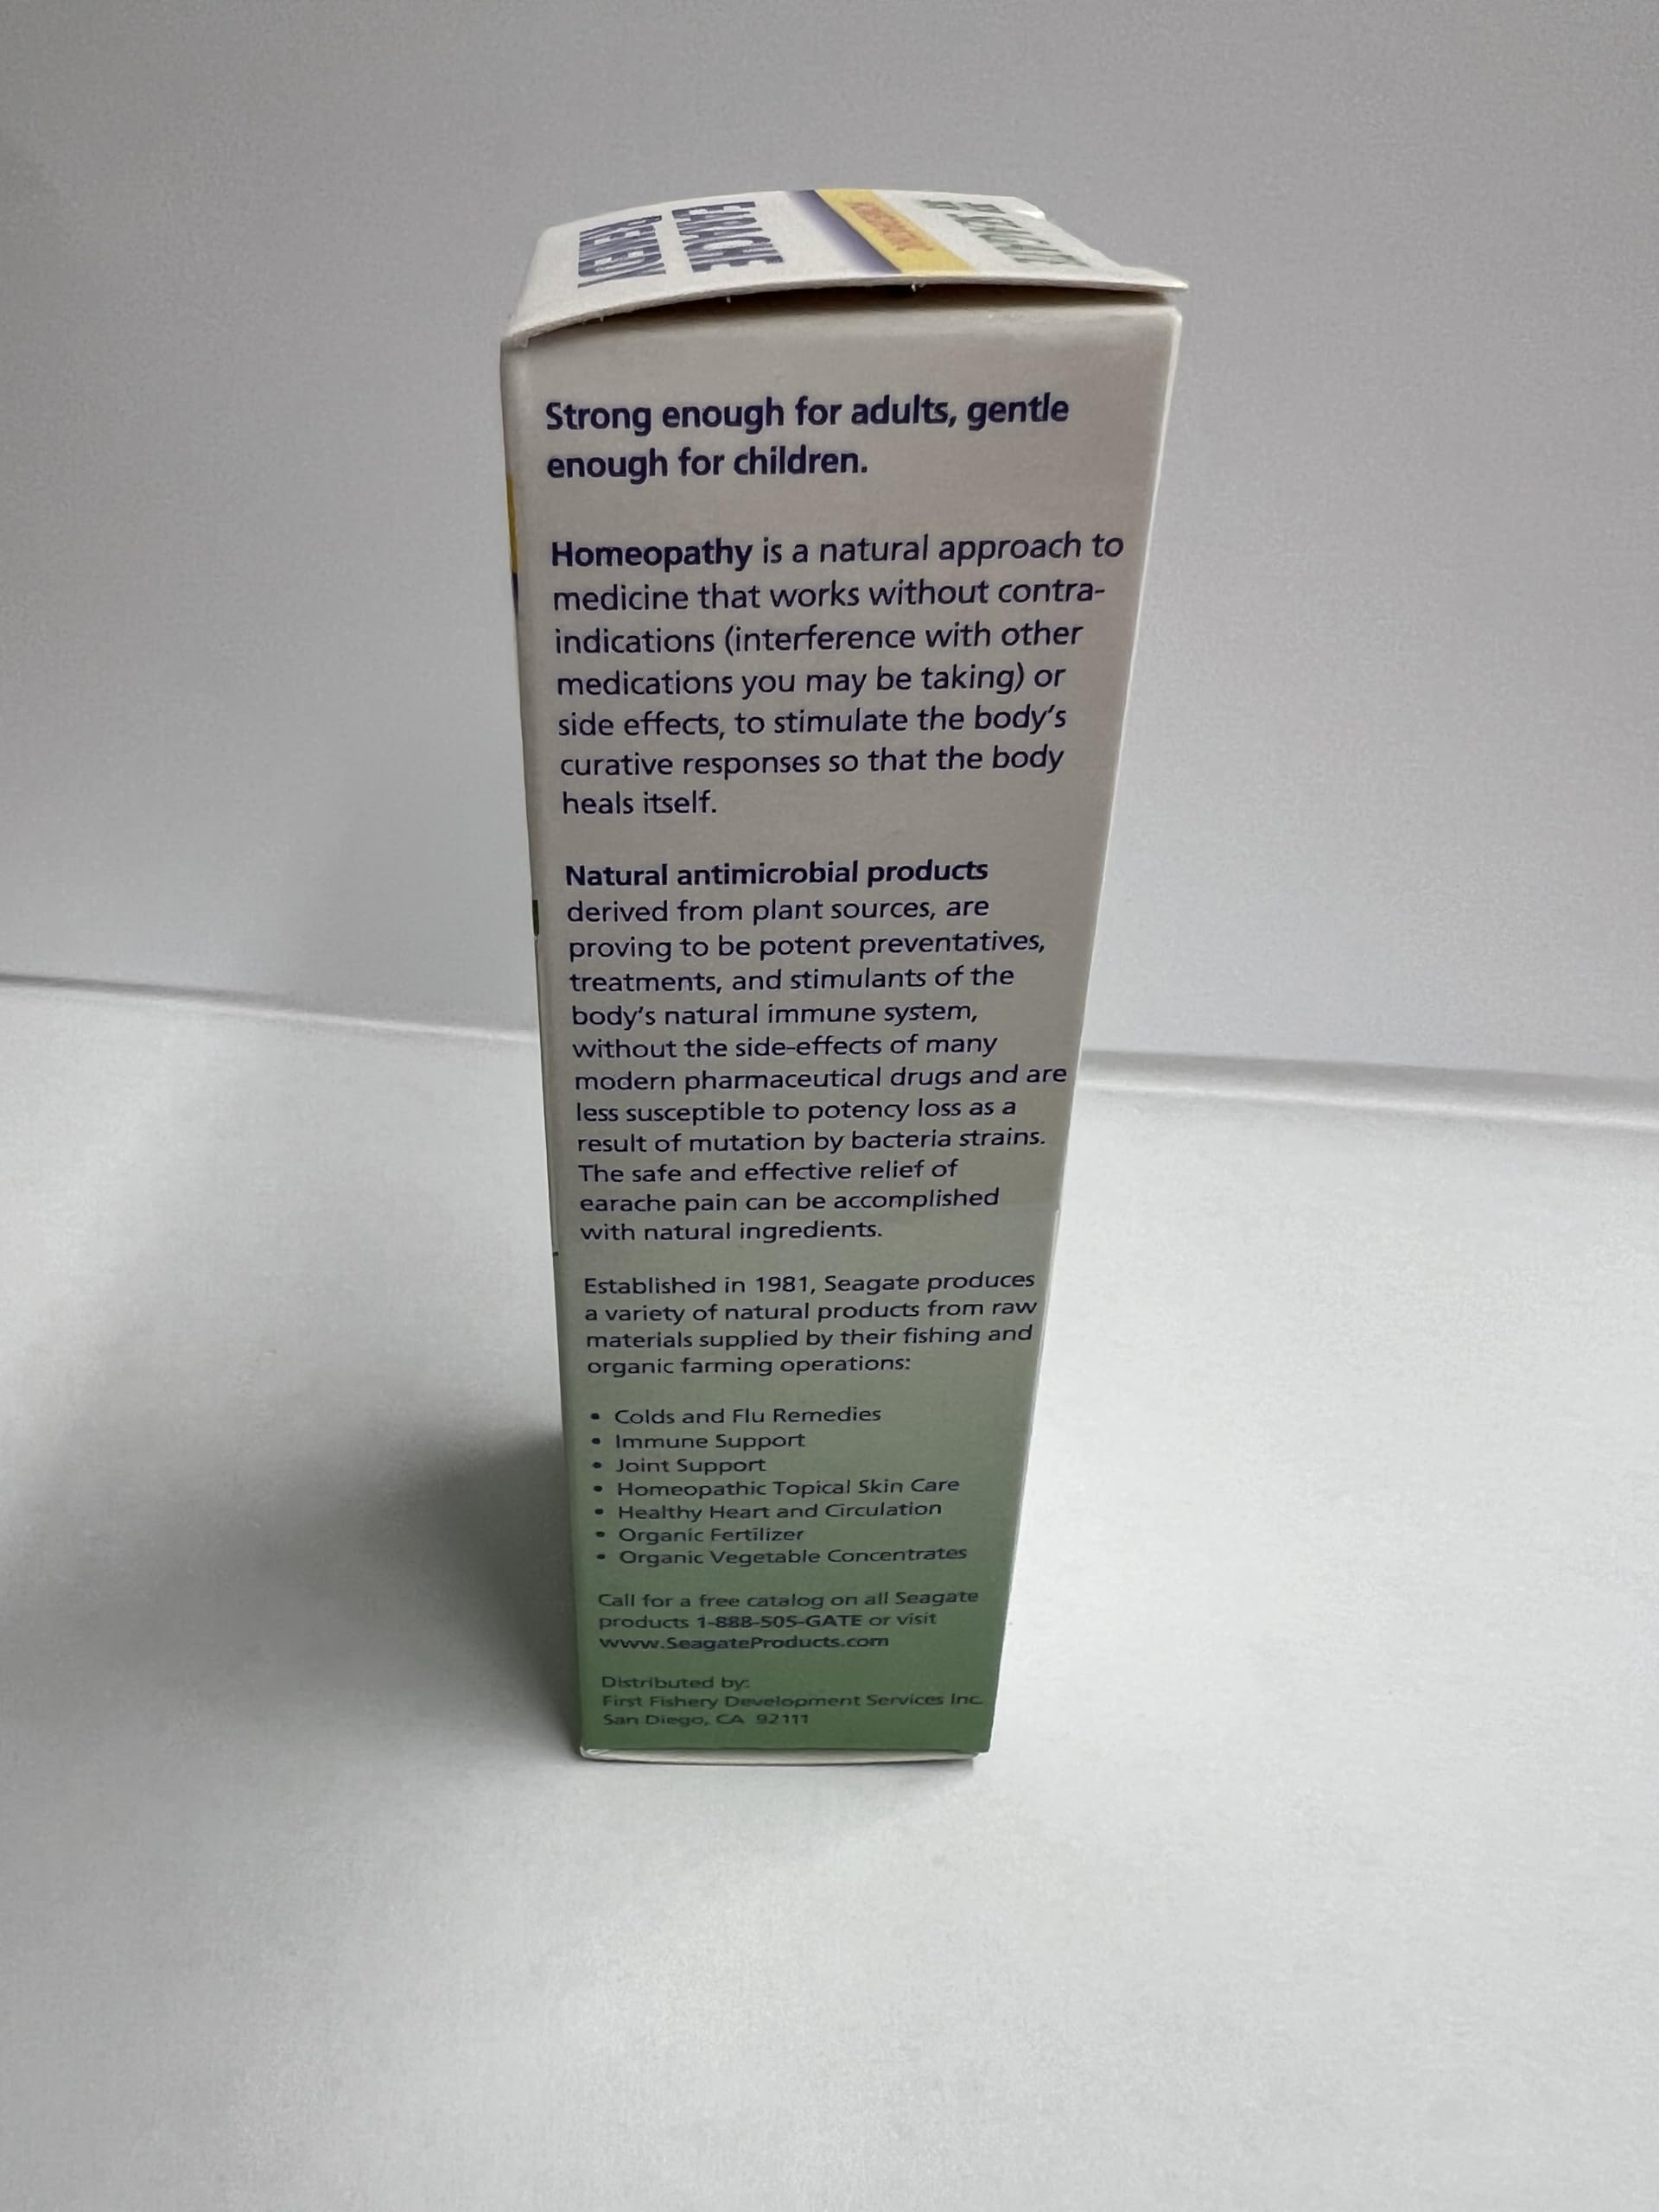 EARACHE
REMEDY
SEAGATE
Strong enough for adults, gentle
enough for children.
Homeopathy is a natural approach to
medicine that works without contra-
indications (interference with other
medications you may be taking) or
side effects, to stimulate the body's
curative responses so that the body
heals itself.
Natural antimicrobial products
derived from plant sources, are
proving to be potent preventatives,
treatments, and stimulants of the
body's natural immune system,
without the side-effects of many
modern pharmaceutical drugs and are
less susceptible to potency loss as a
result of mutation by bacteria strains.
The safe and effective relief of
earache pain can be accomplished
with natural ingredients.
Established in 1981, Seagate produces
a variety of natural products from raw
materials supplied by their fishing and
organic farming operations:
• Colds and Flu Remedies
• Immune Support
• Joint Support
• Homeopathic Topical Skin Care
• Healthy Heart and Circulation
• Organic Fertilizer
• Organic Vegetable Concentrates
Call for a free catalog on all Seagate
products 1-888-505-GATE or visit
www.SeagateProducts.com
Distributed by:
First Fishery Development Services Inc.
San Diego, CA 92111